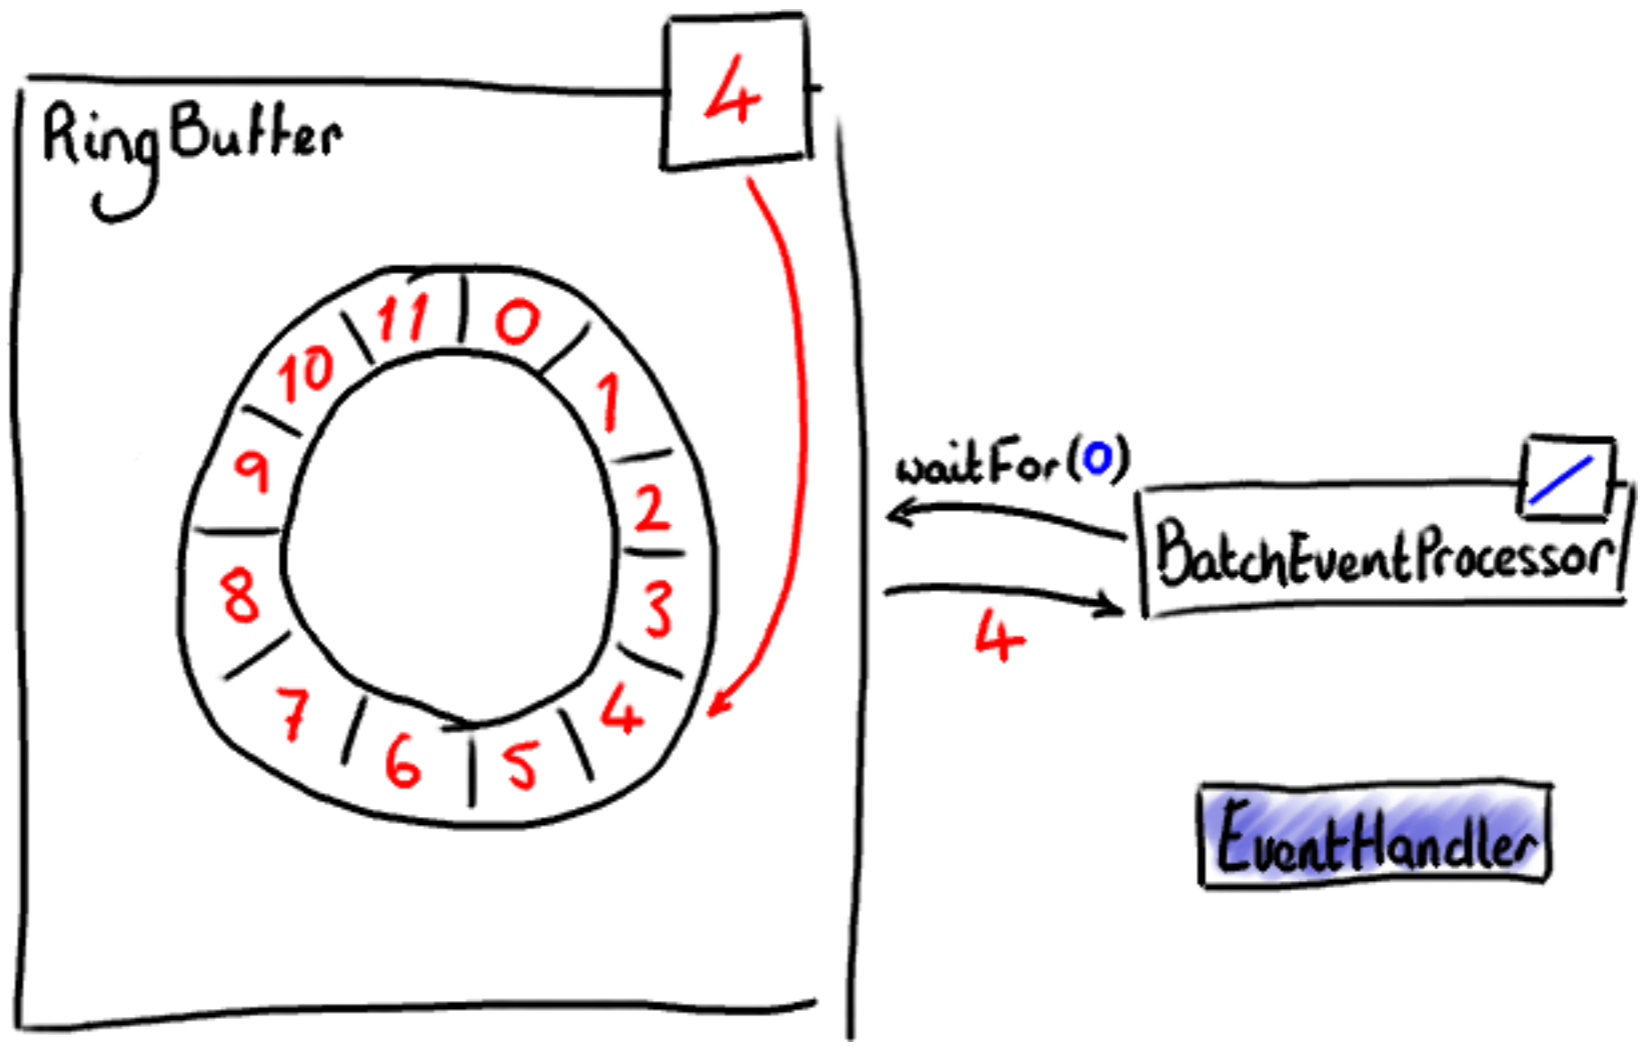 4
RingBuffer
11 0
10 1
9 2
8 3
7 4
6 5
waitFor(0)
BatchEventProcessor
4
EventHandler